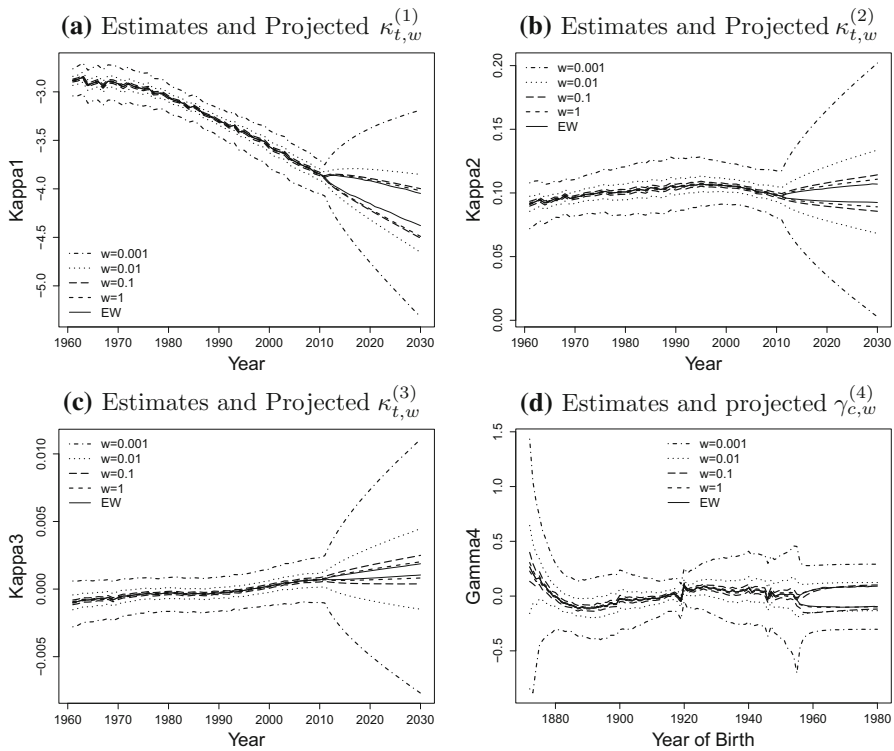 (a) Estimates and Projected κ_{t,w}^{(1)}
Kappa1
-3.0
-3.5
-4.0
-4.5
-5.0
w=0.001
w=0.01
w=0.1
w=1
EW
1960 1970 1980 1990 2000 2010 2020 2030
Year
(b) Estimates and Projected κ_{t,w}^{(2)}
Kappa2
0.20
0.15
0.10
0.05
0.00
w=0.001
w=0.01
w=0.1
w=1
EW
1960 1970 1980 1990 2000 2010 2020 2030
Year
(c) Estimates and Projected κ_{t,w}^{(3)}
Kappa3
0.010
0.005
0.000
-0.005
w=0.001
w=0.01
w=0.1
w=1
EW
1960 1970 1980 1990 2000 2010 2020 2030
Year
(d) Estimates and projected γ_{c,w}^{(4)}
Gamma4
1.5
1.0
0.5
0.0
-0.5
w=0.001
w=0.01
w=0.1
w=1
EW
1880 1900 1920 1940 1960 1980
Year of Birth